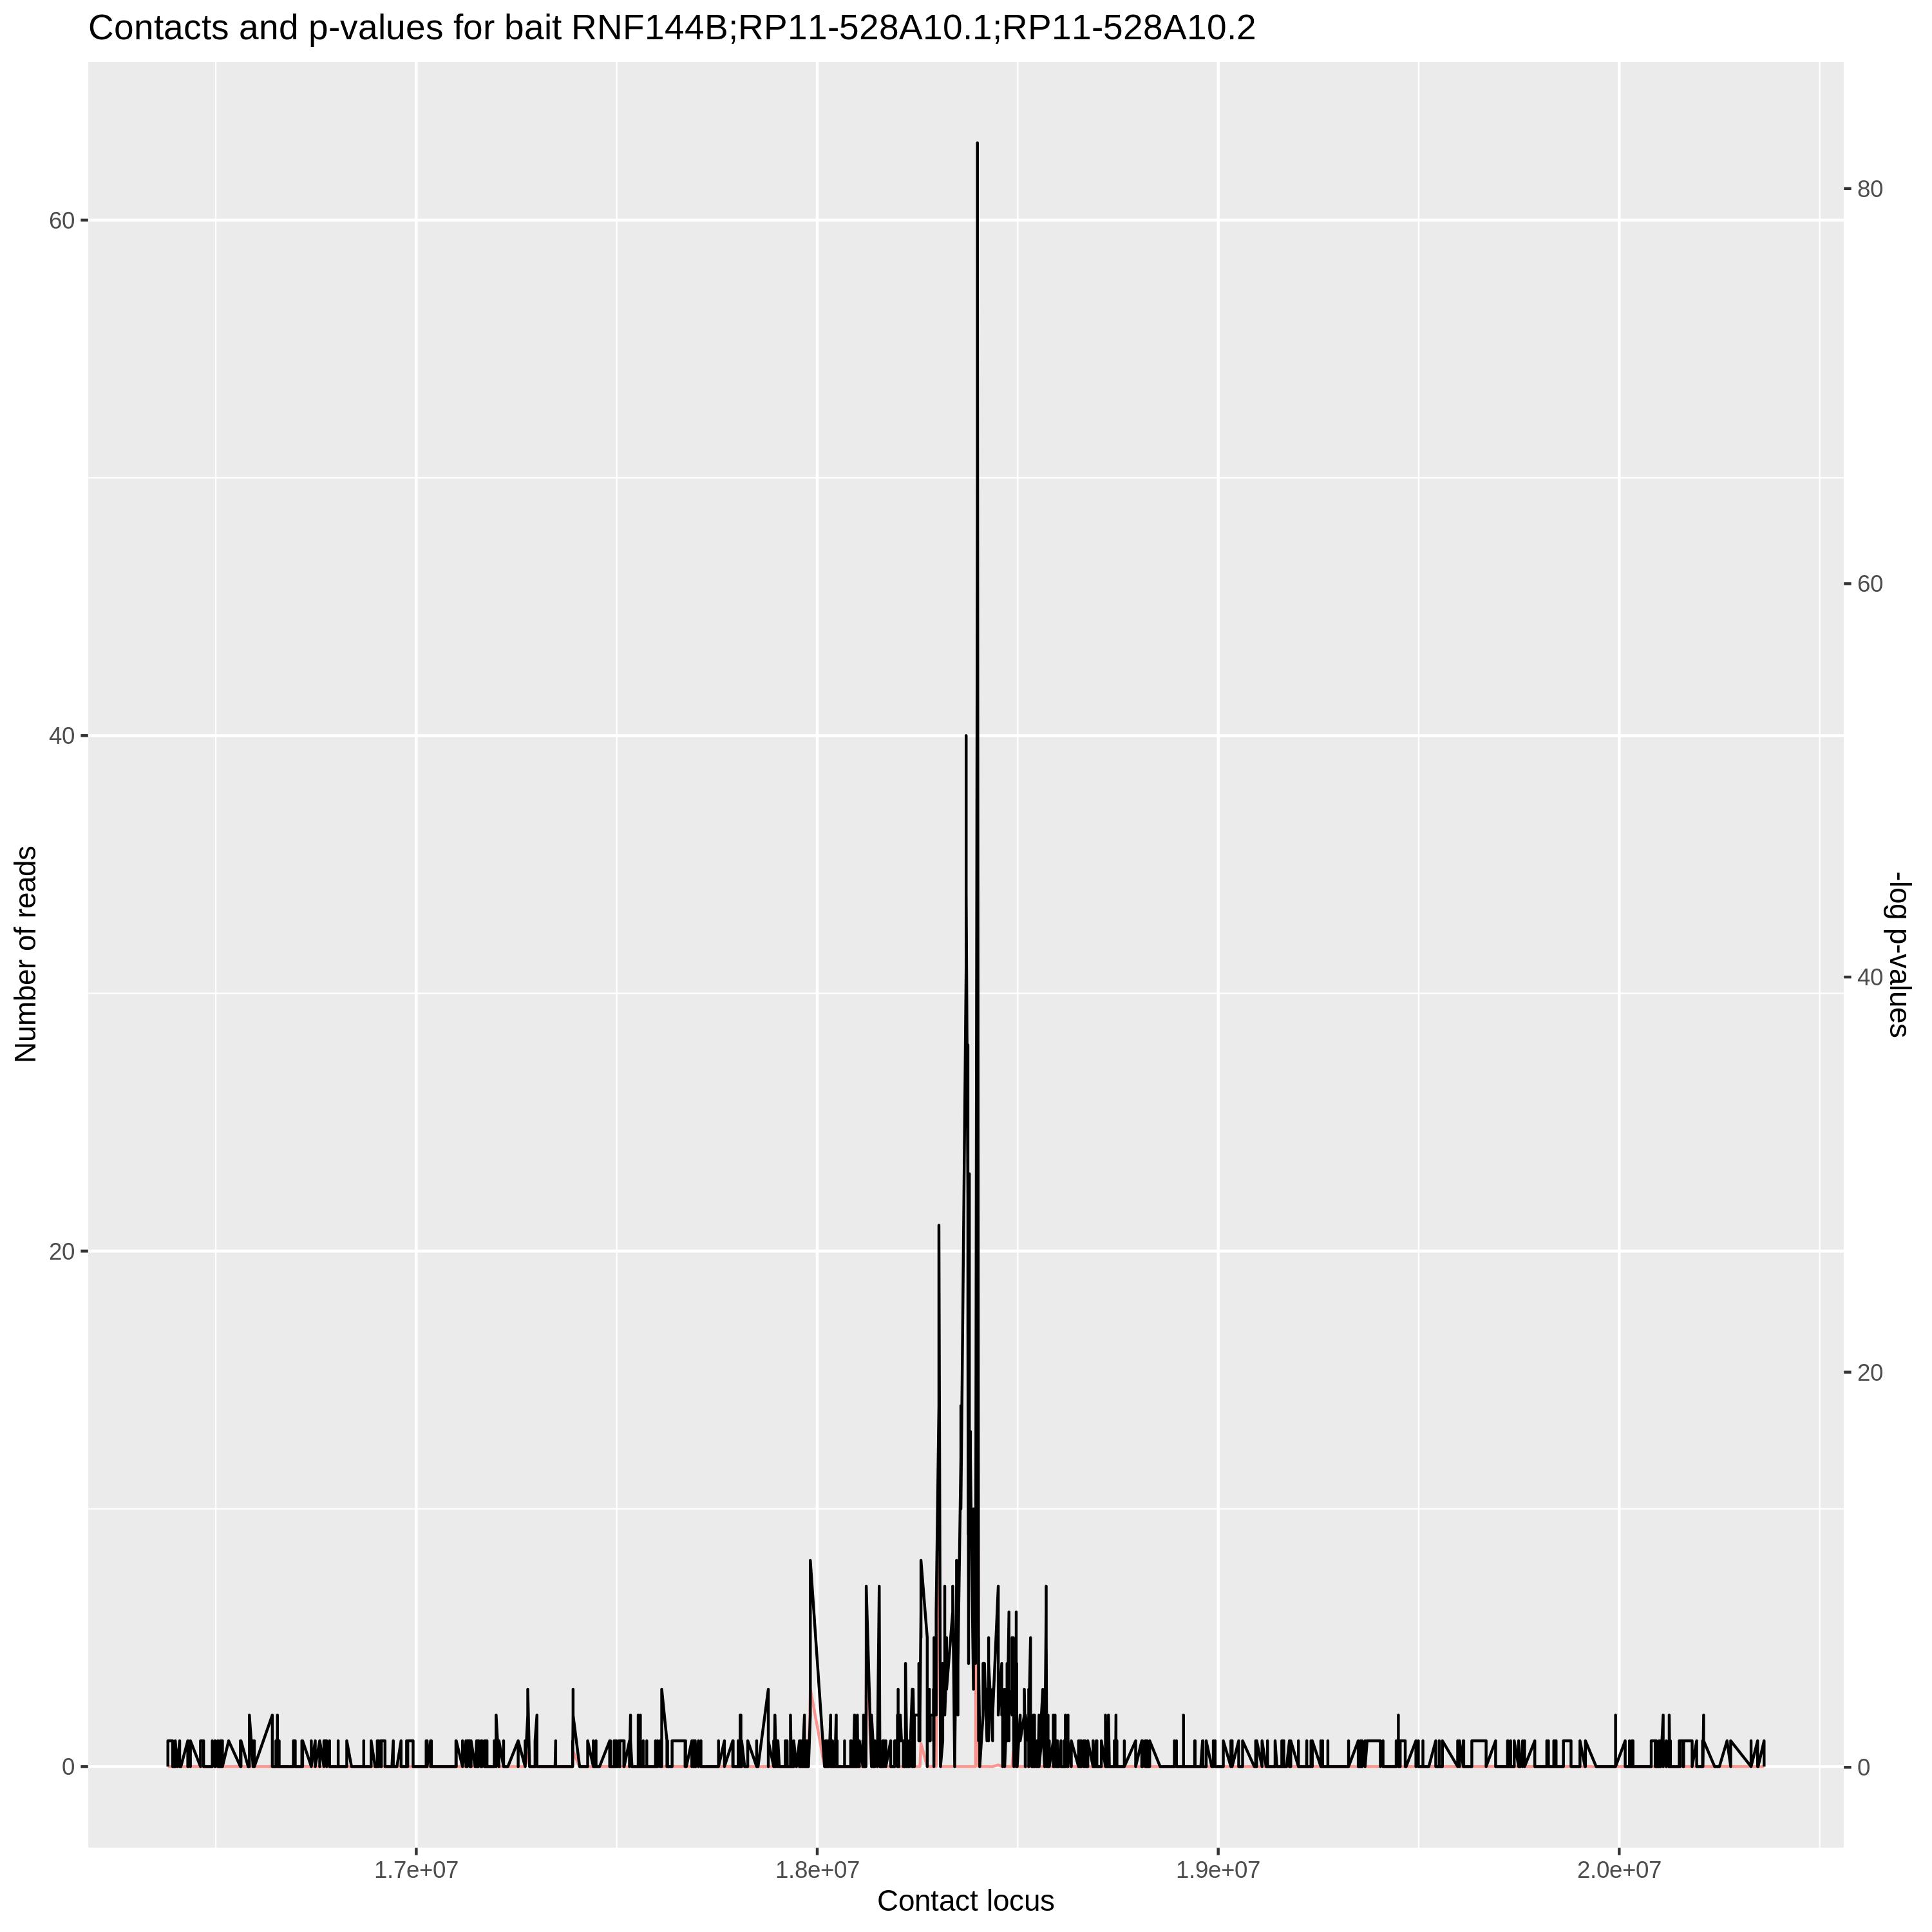 Contacts and p-values for bait RNF144B;RP11-528A10.1;RP11-528A10.2
Number of reads
60
40
20
0
80
60
40
20
0
-log p-values
1.7e+07
1.8e+07
1.9e+07
2.0e+07
Contact locus